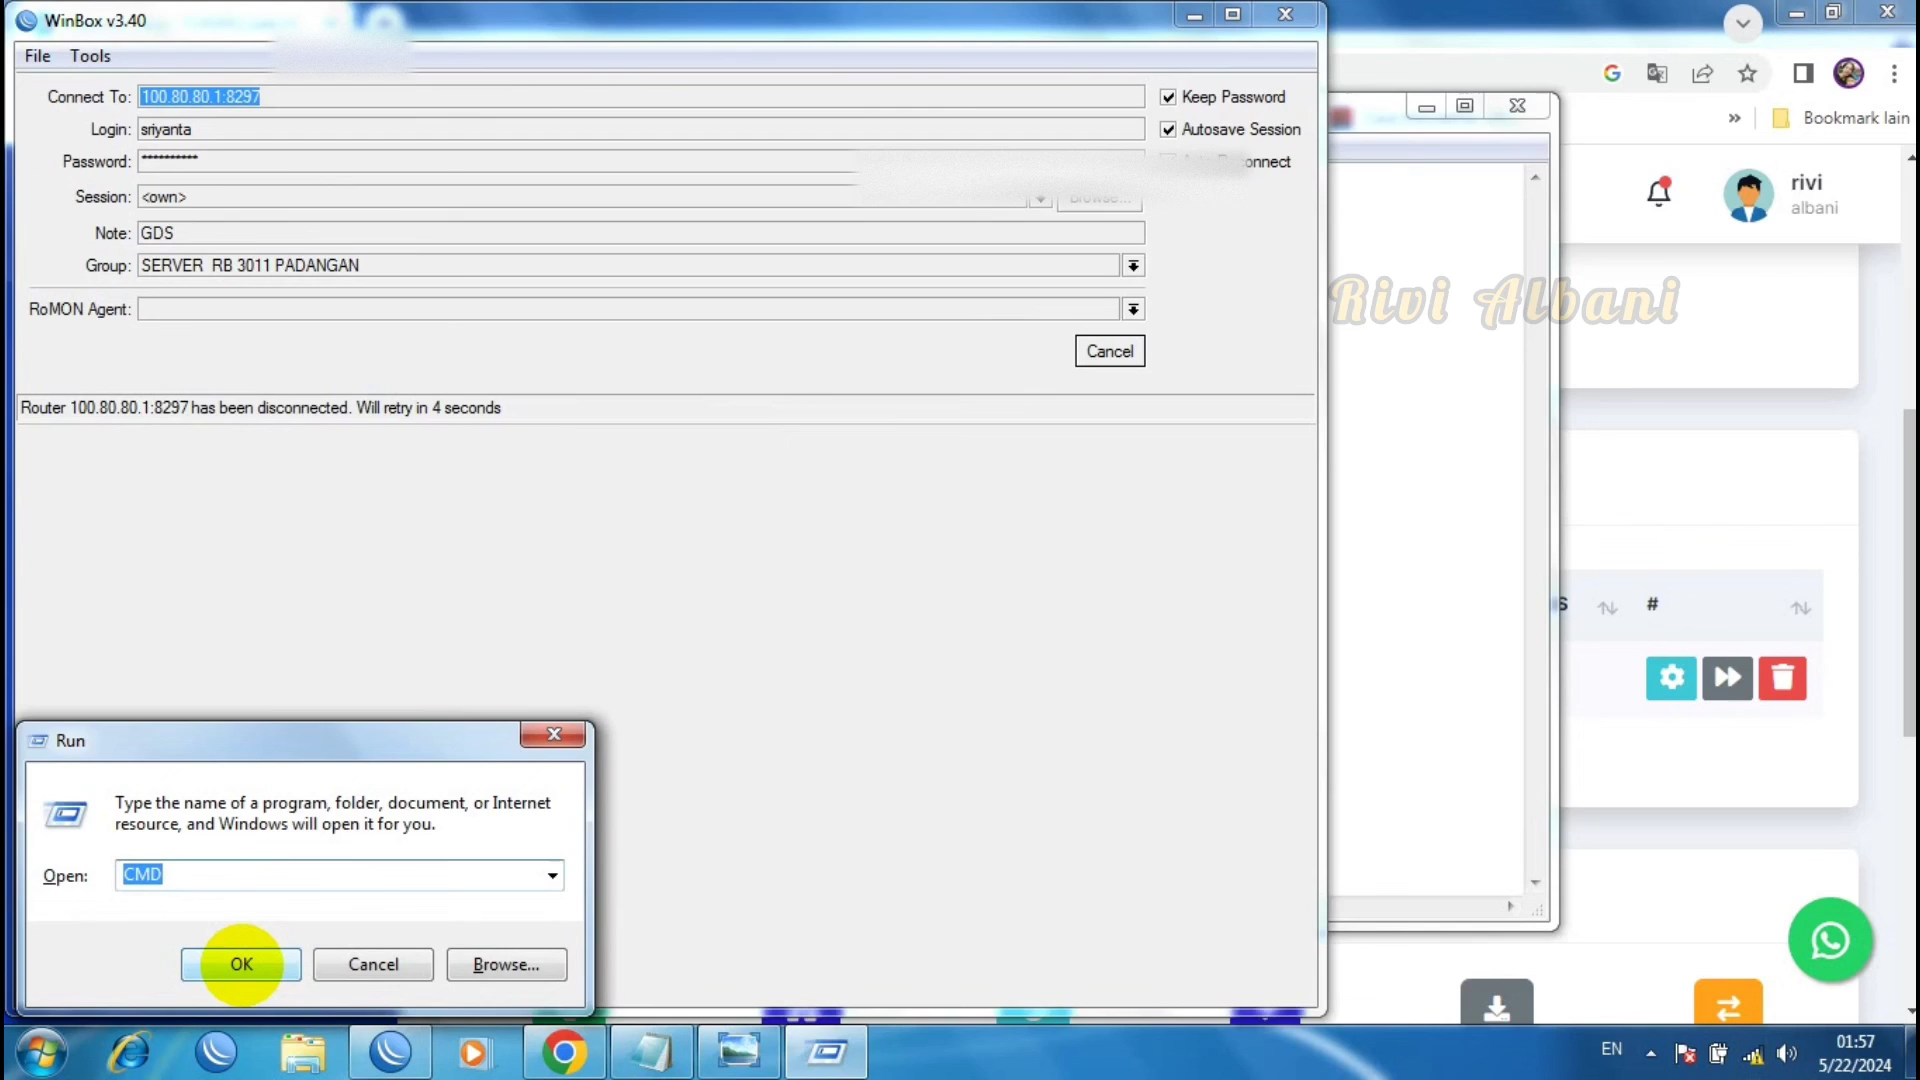 WinBox v3.40
File Tools
Connect To: 100.80.80.1:8297
Keep Password
Login: sriyanta
Autosave Session
Password: **********
Session: <own>
Note: GDS
Group: SERVER RB 3011 PADANGAN
RoMON Agent:
Cancel
Router 100.80.80.1:8297 has been disconnected. Will retry in 4 seconds
» Bookmark lain
rivi
albani
Rivi Albani
#
Run
Type the name of a program, folder, document, or Internet
resource, and Windows will open it for you.
Open: CMD
OK Cancel Browse...
EN
01:57
5/22/2024